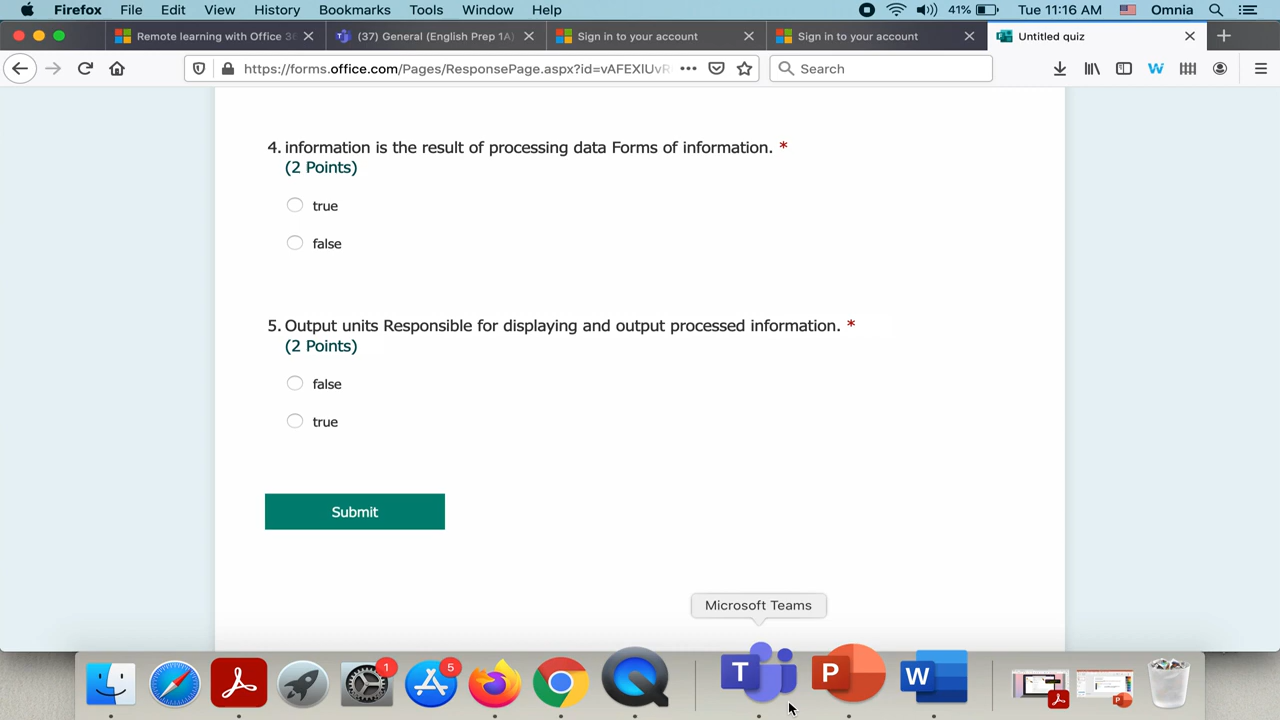 Firefox File Edit View History Bookmarks Tools Window Help 41% Tue 11:16 AM Omnia
Remote learning with Office 36 (37) General (English Prep 1A) Sign in to your account Sign in to your account Untitled quiz
https://forms.office.com/Pages/ResponsePage.aspx?id=vAFEXIUvR Search
4. information is the result of processing data Forms of information. *
(2 Points)
true
false
5. Output units Responsible for displaying and output processed information. *
(2 Points)
false
true
Submit
Microsoft Teams
1 5 T P W